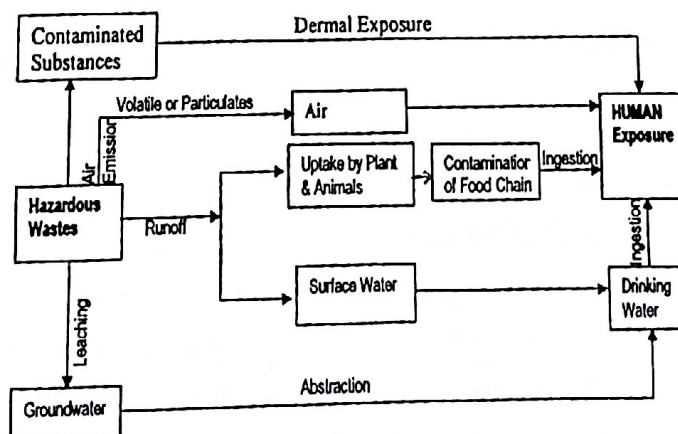 Contaminated
Substances
Dermal Exposure
Volatile or Particulates
Air
HUMAN
Exposure
Air
Emission
Uptake by Plant
& Animals
Contamination
of Food Chain
Ingestion
Hazardous
Wastes
Runoff
Ingestion
Surface Water
Drinking
Water
Leaching
Abstraction
Groundwater